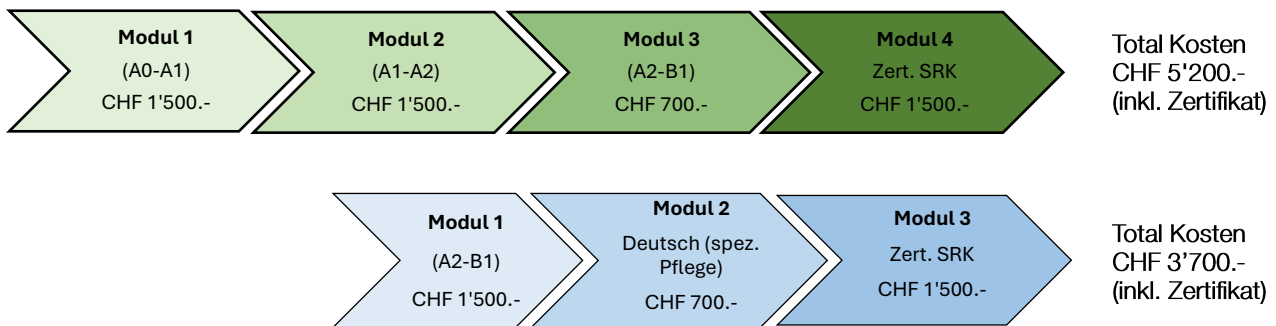 Modul 1
(A0-A1)
CHF 1'500.-
Modul 2
(A1-A2)
CHF 1'500.-
Modul 3
(A2-B1)
CHF 700.-
Modul 4
Zert. SRK
CHF 1'500.-
Total Kosten
CHF 5'200.-
(inkl. Zertifikat)
Modul 1
(A2-B1)
CHF 1'500.-
Modul 2
Deutsch (spez.
Pflege)
CHF 700.-
Modul 3
Zert. SRK
CHF 1'500.-
Total Kosten
CHF 3’700.-
(inkl. Zertifikat)